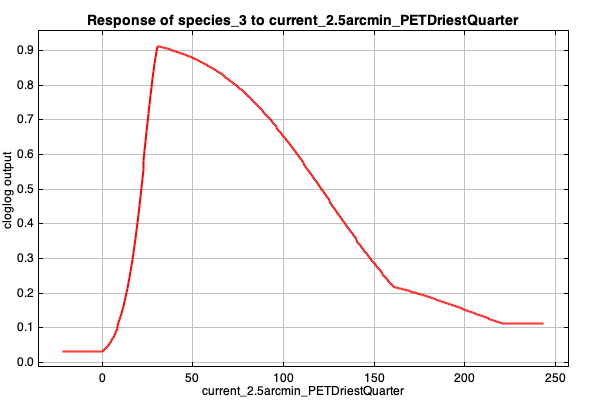 Response of species_3 to current_2.5arcmin_PETDriestQuarter
0.9
0.8
0.7
0.6
0.5
0.4
0.3
0.2
0.1
0.0
cloglog output
0 50 100 150 200 250
current_2.5arcmin_PETDriestQuarter